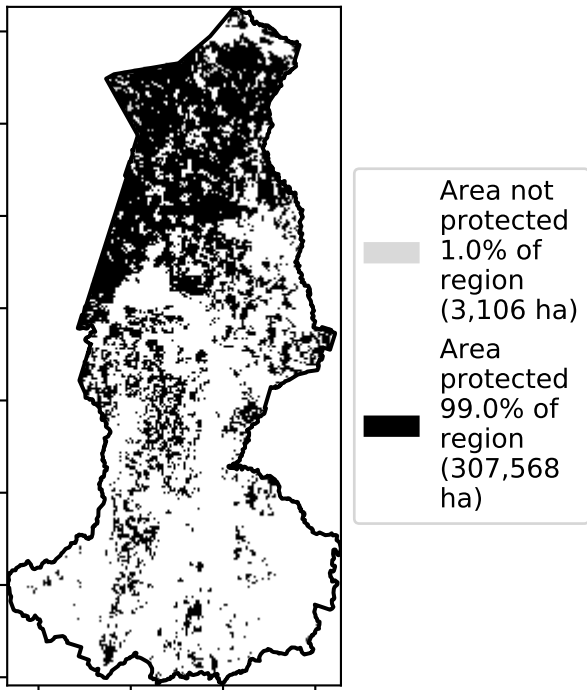 Area not
protected
1.0% of
region
(3,106 ha)
Area
protected
99.0% of
region
(307,568
ha)